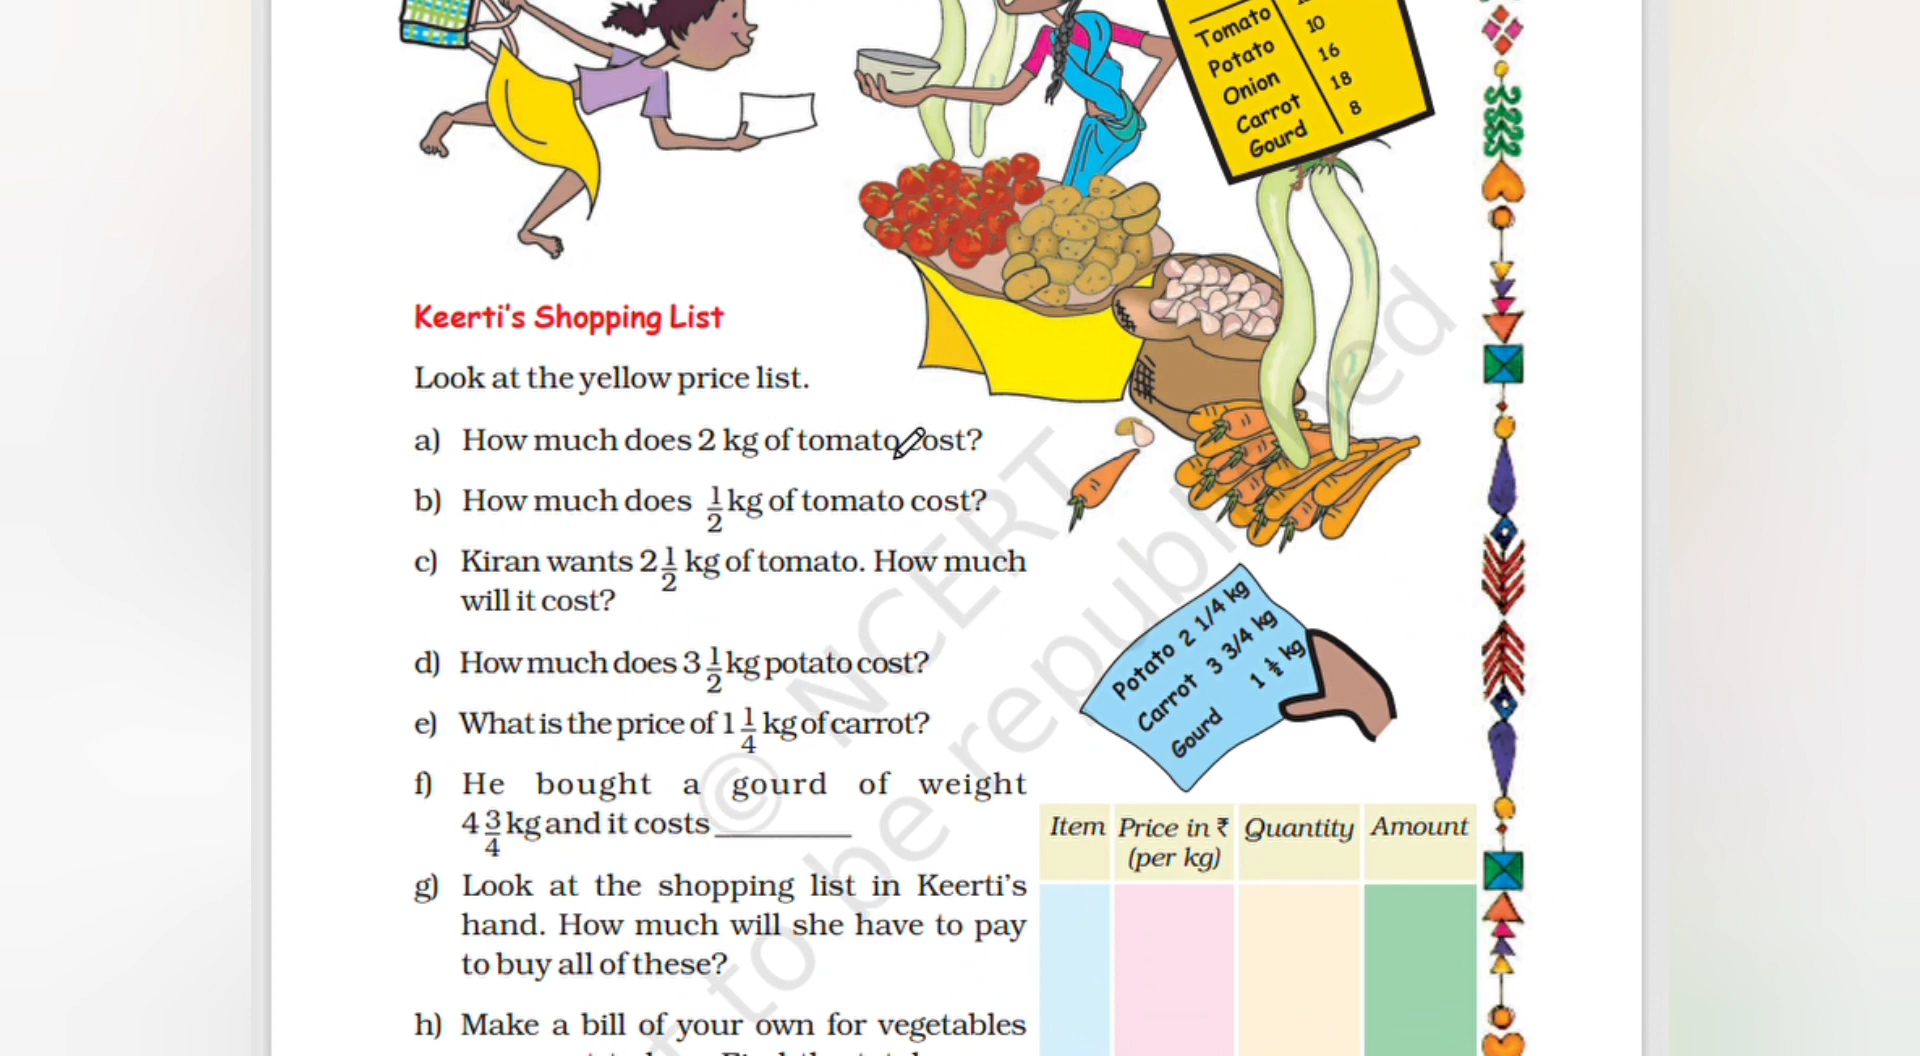 Tomato
Potato 10
Onion 16
Carrot 18
Gourd 8
Keerti's Shopping List
Look at the yellow price list.
a) How much does 2 kg of tomato cost?
b) How much does 1/2 kg of tomato cost?
c) Kiran wants 2 1/2 kg of tomato. How much
will it cost?
d) How much does 3 1/2 kg potato cost?
e) What is the price of 1 1/4 kg of carrot?
f) He bought a gourd of weight
4 3/4 kg and it costs ________
g) Look at the shopping list in Keerti's
hand. How much will she have to pay
to buy all of these?
h) Make a bill of your own for vegetables
Potato 2 1/4 kg
Carrot 3 3/4 kg
Gourd 1 ½ kg
Item Price in ₹ Quantity Amount
(per kg)
© NCERT
to be republished